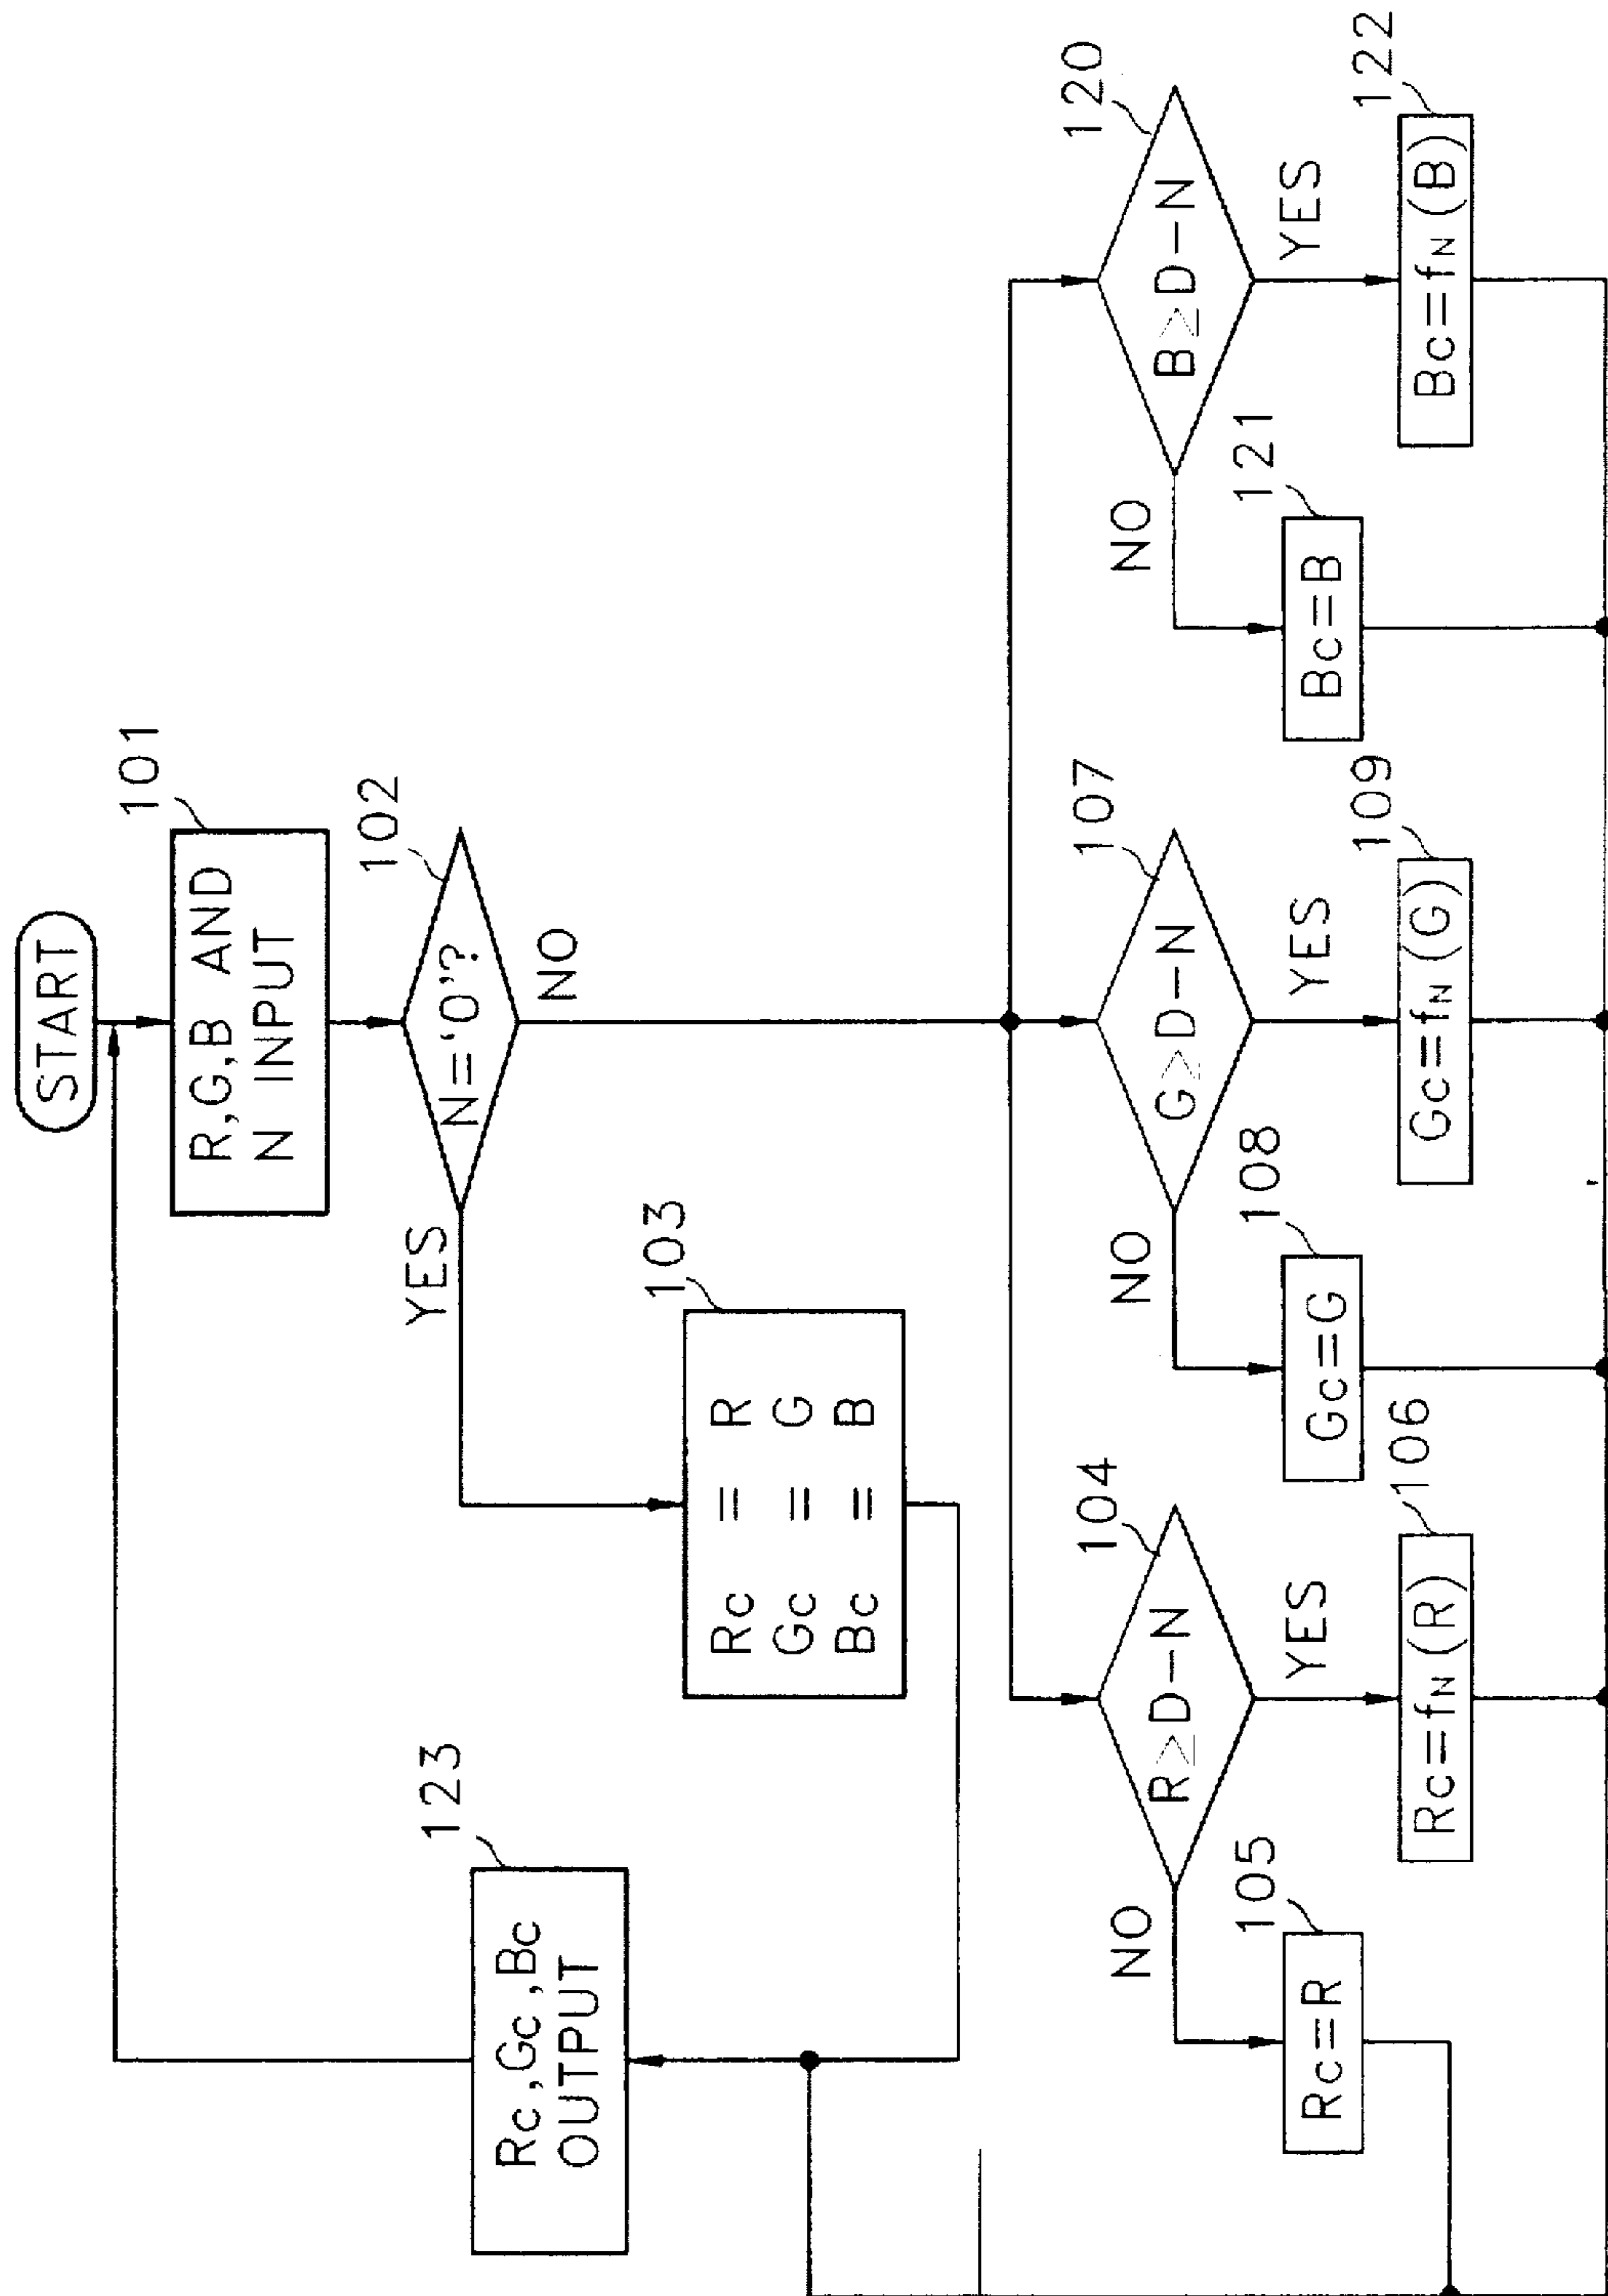 START
101
R,G,B AND
N INPUT
102
N='0'?
YES
NO
103
Rc = R
Gc = G
Bc = B
123
Rc,Gc,Bc
OUTPUT
104
R≥D-N
NO
YES
105
Rc=R
106
Rc=fN(R)
107
G≥D-N
NO
YES
108
Gc=G
109
Gc=fN(G)
120
B≥D-N
NO
YES
121
Bc=B
122
Bc=fN(B)